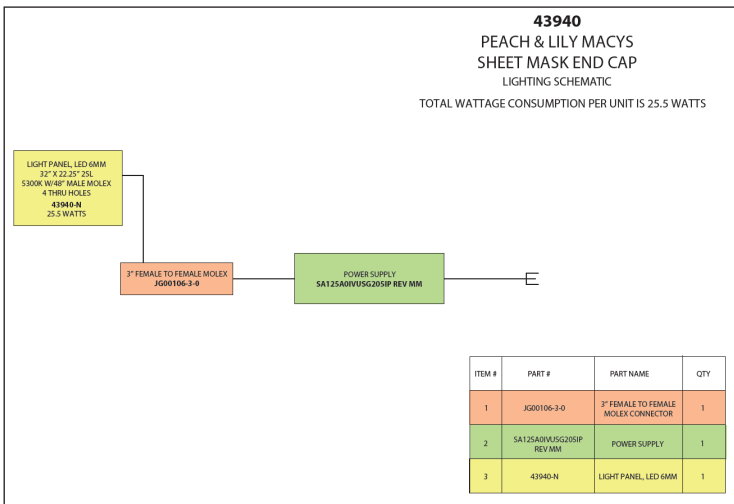 43940
PEACH & LILY MACYS
SHEET MASK END CAP
LIGHTING SCHEMATIC
TOTAL WATTAGE CONSUMPTION PER UNIT IS 25.5 WATTS
LIGHT PANEL, LED 6MM
32" X 22.25" 25L
5300K W/48" MALE MOLEX
4 THRU HOLES
43940-N
25.5 WATTS
3" FEMALE TO FEMALE MOLEX
JG00106-3-0
POWER SUPPLY
SA125A0IVUSG205IP REV MM
ITEM # PART # PART NAME QTY
1 JG00106-3-0 3" FEMALE TO FEMALE MOLEX CONNECTOR 1
2 SA125A0IVUSG205IP REV MM POWER SUPPLY 1
3 43940-N LIGHT PANEL, LED 6MM 1